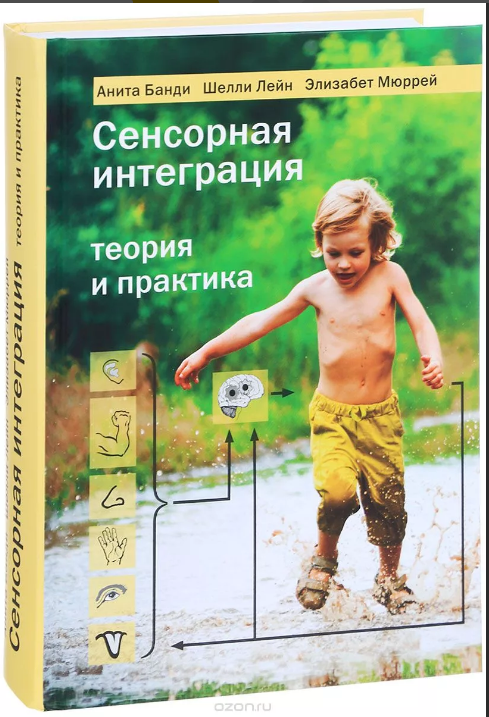 Анита Банди Шелли Лейн Элизабет Мюррей
Сенсорная
интеграция
теория
и практика
Сенсорная интеграция теория и практика
ozon.ru